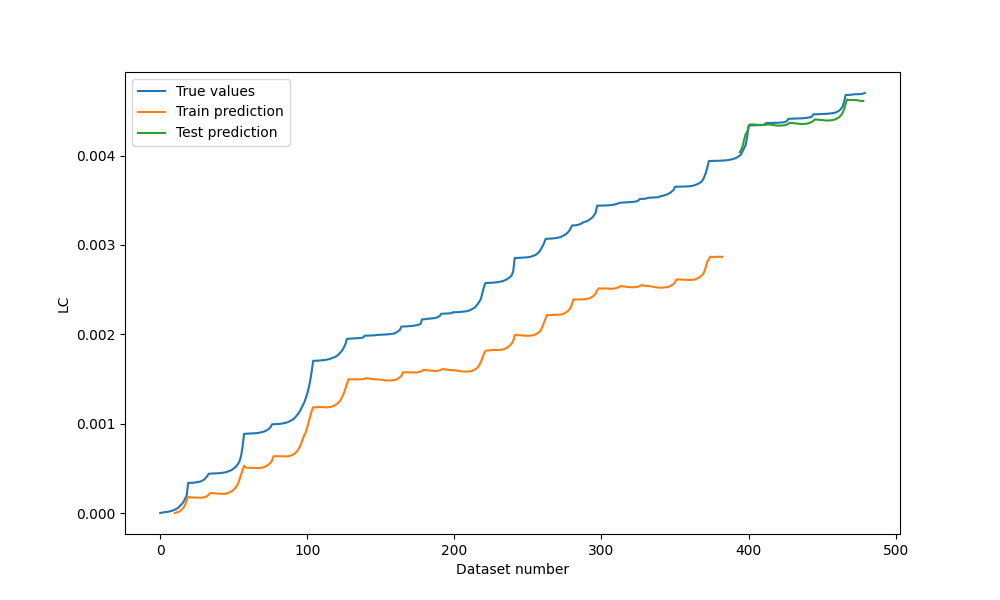 True values
Train prediction
Test prediction
0.004
0.003
0.002
0.001
0.000
LC
0
100
200
300
400
500
Dataset number